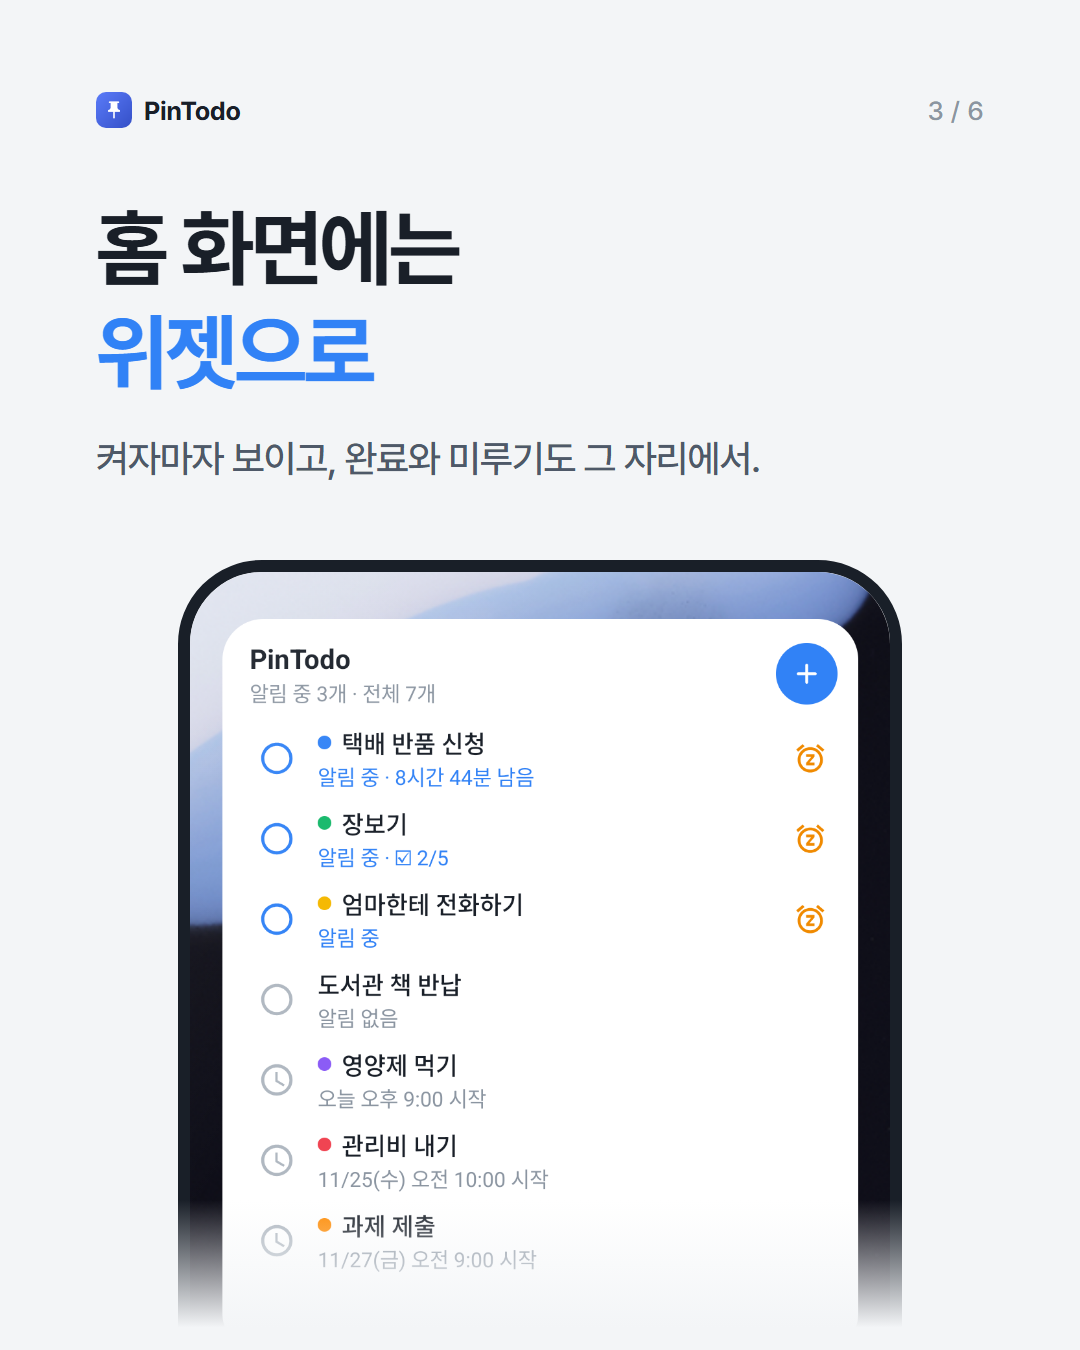 PinTodo
3 / 6
홈 화면에는
위젯으로
켜자마자 보이고, 완료와 미루기도 그 자리에서.
PinTodo
알림 중 3개 · 전체 7개
택배 반품 신청
알림 중 · 8시간 44분 남음
장보기
알림 중 · ☑ 2/5
엄마한테 전화하기
알림 중
도서관 책 반납
알림 없음
영양제 먹기
오늘 오후 9:00 시작
관리비 내기
11/25(수) 오전 10:00 시작
과제 제출
11/27(금) 오전 9:00 시작